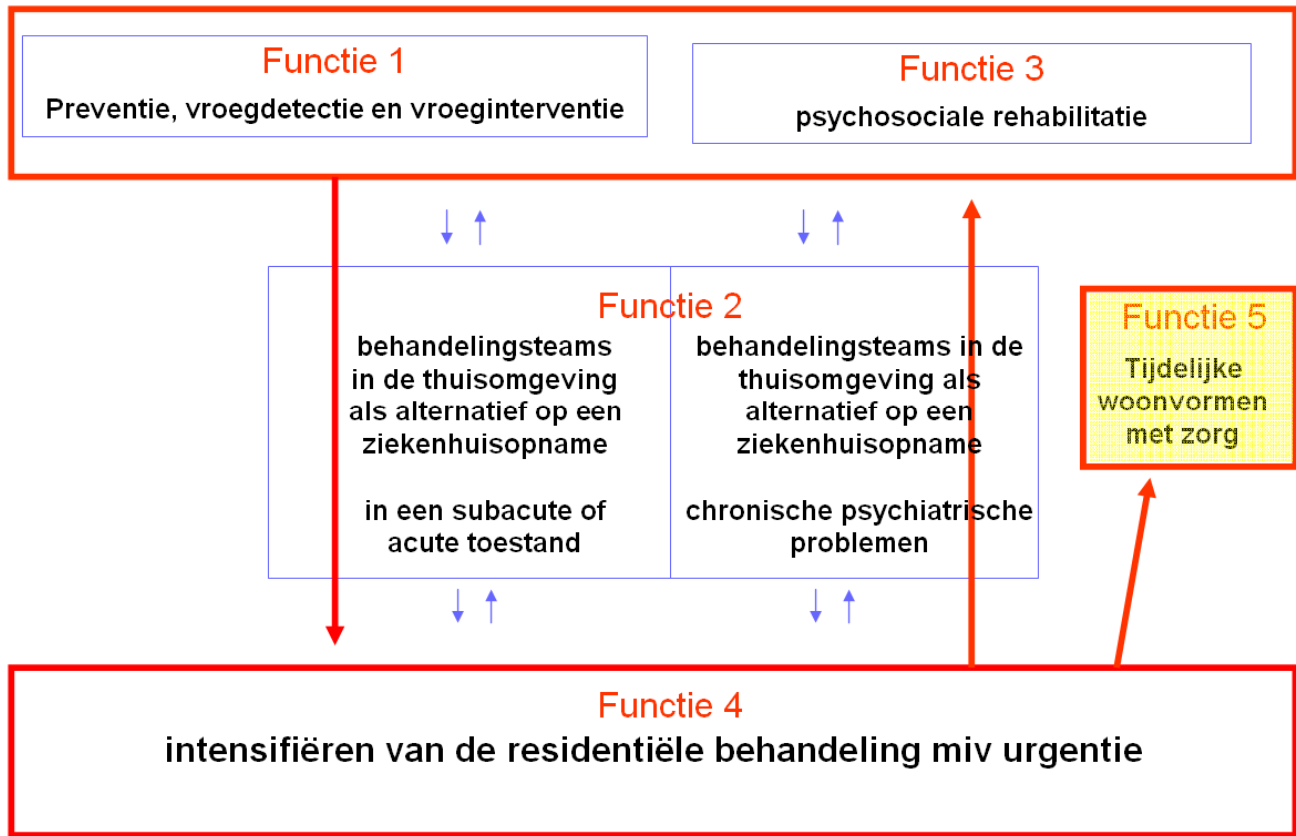 Functie 1
Preventie, vroegdetectie en vroeginterventie
Functie 3
psychosociale rehabilitatie
Functie 2
behandelingsteams
in de thuisomgeving
als alternatief op een
ziekenhuisopname
in een subacute of
acute toestand
behandelingsteams in de
thuisomgeving als
alternatief op een
ziekenhuisopname
chronische psychiatrische
problemen
Functie 5
Tijdelijke
woonvormen
met zorg
Functie 4
intensifiëren van de residentiële behandeling miv urgentie